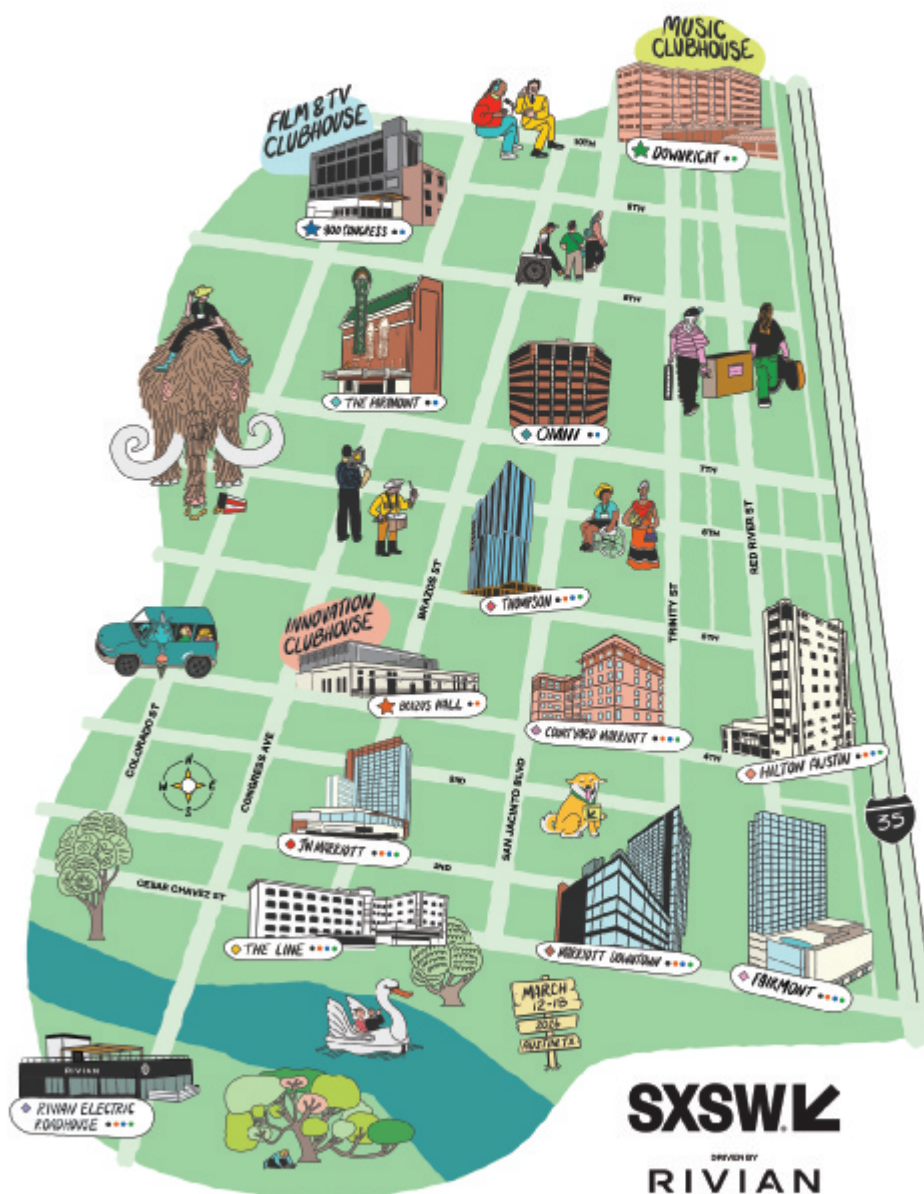 MUSIC
CLUBHOUSE
FILM & TV
CLUBHOUSE
10TH
DOWNRIGHT
9TH
800 CONGRESS
8TH
THE PARAMOUNT
OMNI
7TH
6TH
RED RIVER ST
BRAZOS ST
THOMPSON
TRINITY ST
INNOVATION
CLUBHOUSE
5TH
BRAZOS HALL
COURTYARD MARRIOTT
4TH
HILTON AUSTIN
COLORADO ST
N
W E
S
CONGRESS AVE
3RD
SAN JACINTO BLVD
35
JW MARRIOTT
2ND
CESAR CHAVEZ ST
THE LINE
MARRIOTT DOWNTOWN
FAIRMONT
MARCH
12-18
2026
AUSTIN TX
RIVIAN
RIVIAN ELECTRIC
ROADHOUSE
SXSW
DRIVEN BY
RIVIAN